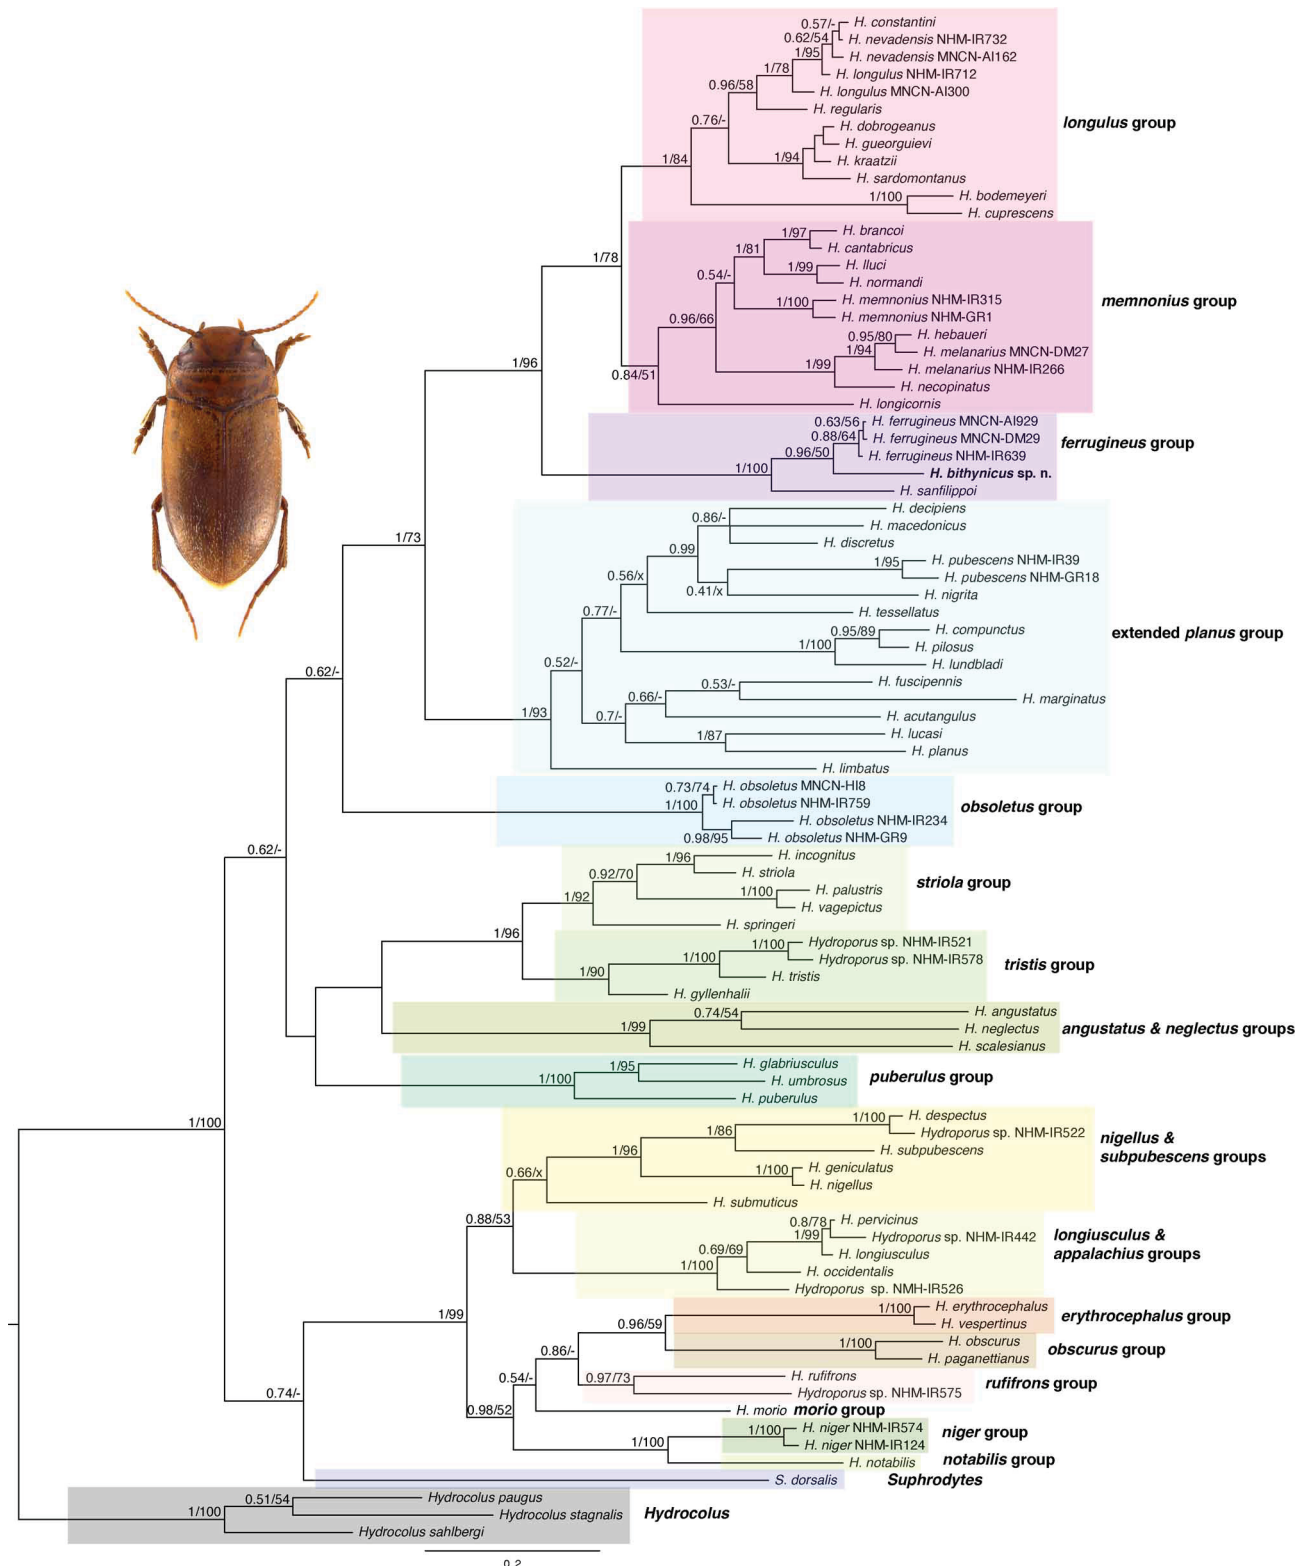 0.57/-
H. constantini
0.62/54
H. nevadensis NHM-IR732
1/95
H. nevadensis MNCN-AI162
1/78
H. longulus NHM-IR712
0.96/58
H. longulus MNCN-AI300
H. regularis
0.76/-
H. dobrogeanus
longulus group
H. gueorguievi
1/84
1/94
H. kraatzii
H. sardomontanus
1/100
H. bodemeyeri
H. cuprescens
1/97
H. brancoi
1/81
H. cantabricus
1/78
1/99
H. lluci
0.54/-
H. normandi
1/100
H. memnonius NHM-IR315
memnonius group
H. memnonius NHM-GR1
0.96/66
0.95/80
H. hebaueri
1/94
H. melanarius MNCN-DM27
1/96
1/99
H. melanarius NHM-IR266
0.84/51
H. necopinatus
H. longicornis
0.63/56
H. ferrugineus MNCN-AI929
0.88/64
H. ferrugineus MNCN-DM29
ferrugineus group
0.96/50
H. ferrugineus NHM-IR639
1/100
H. bithynicus sp. n.
H. sanfilippoi
H. decipiens
0.86/-
H. macedonicus
1/73
H. discretus
0.99
1/95
H. pubescens NHM-IR39
0.56/x
H. pubescens NHM-GR18
0.41/x
H. nigrita
0.77/-
H. tessellatus
0.95/89
H. compunctus
extended planus group
1/100
H. pilosus
0.52/-
H. lundbladi
0.62/-
0.53/-
H. fuscipennis
0.66/-
H. marginatus
1/93
0.7/-
H. acutangulus
1/87
H. lucasi
H. planus
H. limbatus
0.73/74
H. obsoletus MNCN-HI8
1/100
H. obsoletus NHM-IR759
obsoletus group
H. obsoletus NHM-IR234
0.98/95
H. obsoletus NHM-GR9
0.62/-
1/96
H. incognitus
0.92/70
H. striola
striola group
1/92
1/100
H. palustris
H. vagepictus
H. springeri
1/96
1/100
Hydroporus sp. NHM-IR521
1/100
Hydroporus sp. NHM-IR578
tristis group
1/90
H. tristis
H. gyllenhalii
0.74/54
H. angustatus
1/99
H. neglectus
angustatus & neglectus groups
H. scalesianus
1/95
H. glabriusculus
1/100
H. umbrosus
puberulus group
H. puberulus
1/100
1/100
H. despectus
1/86
Hydroporus sp. NHM-IR522
nigellus &
1/96
H. subpubescens
subpubescens groups
0.66/x
1/100
H. geniculatus
H. nigellus
H. submuticus
0.88/53
0.8/78
H. pervicinus
1/99
Hydroporus sp. NHM-IR442
longiusculus &
0.69/69
H. longiusculus
appalachius groups
1/100
H. occidentalis
Hydroporus sp. NMH-IR526
1/99
1/100
H. erythrocephalus
erythrocephalus group
0.96/59
H. vespertinus
0.86/-
1/100
H. obscurus
obscurus group
H. paganettianus
0.54/-
0.97/73
H. rufifrons
rufifrons group
0.74/-
Hydroporus sp. NHM-IR575
0.98/52
H. morio morio group
1/100
H. niger NHM-IR574
niger group
1/100
H. niger NHM-IR124
H. notabilis
notabilis group
S. dorsalis
Suphrodytes
0.51/54
Hydrocolus paugus
1/100
Hydrocolus stagnalis
Hydrocolus
Hydrocolus sahlbergi
0.2